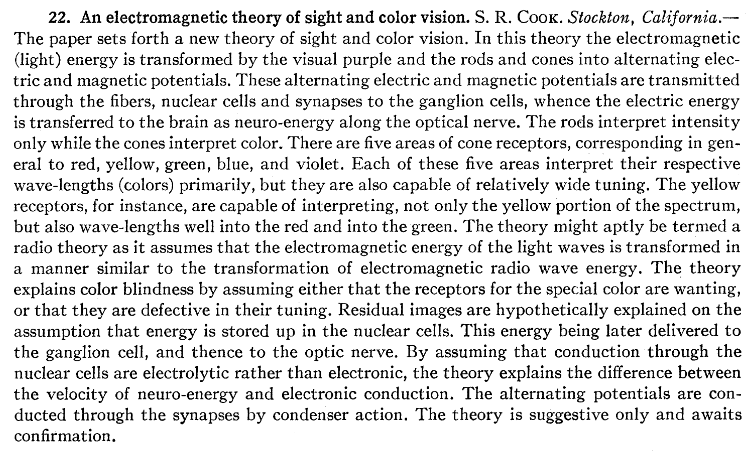 22. An electromagnetic theory of sight and color vision. S. R. COOK. Stockton, California.—
The paper sets forth a new theory of sight and color vision. In this theory the electromagnetic
(light) energy is transformed by the visual purple and the rods and cones into alternating elec-
tric and magnetic potentials. These alternating electric and magnetic potentials are transmitted
through the fibers, nuclear cells and synapses to the ganglion cells, whence the electric energy
is transferred to the brain as neuro-energy along the optical nerve. The rods interpret intensity
only while the cones interpret color. There are five areas of cone receptors, corresponding in gen-
eral to red, yellow, green, blue, and violet. Each of these five areas interpret their respective
wave-lengths (colors) primarily, but they are also capable of relatively wide tuning. The yellow
receptors, for instance, are capable of interpreting, not only the yellow portion of the spectrum,
but also wave-lengths well into the red and into the green. The theory might aptly be termed a
radio theory as it assumes that the electromagnetic energy of the light waves is transformed in
a manner similar to the transformation of electromagnetic radio wave energy. The theory
explains color blindness by assuming either that the receptors for the special color are wanting,
or that they are defective in their tuning. Residual images are hypothetically explained on the
assumption that energy is stored up in the nuclear cells. This energy being later delivered to
the ganglion cell, and thence to the optic nerve. By assuming that conduction through the
nuclear cells are electrolytic rather than electronic, the theory explains the difference between
the velocity of neuro-energy and electronic conduction. The alternating potentials are con-
ducted through the synapses by condenser action. The theory is suggestive only and awaits
confirmation.